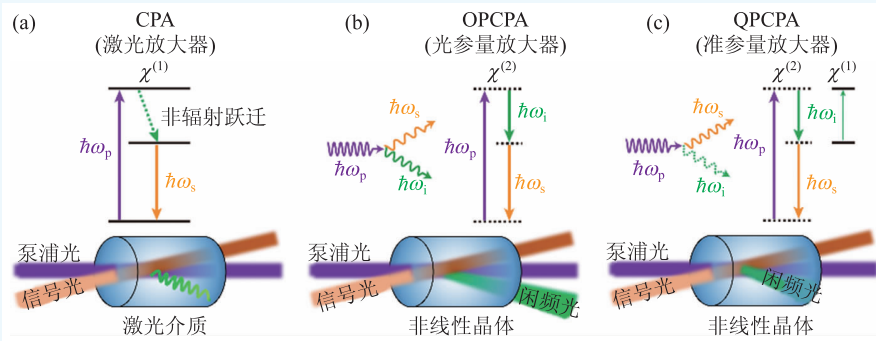 (a) CPA
(激光放大器)
χ(1)
非辐射跃迁
ħωp
ħωs
泵浦光
信号光
激光介质
(b) OPCPA
(光参量放大器)
χ(2)
ħωs
ħωp
ħωi
ħωp
ħωi
ħωs
泵浦光
信号光
闲频光
非线性晶体
(c) QPCPA
(准参量放大器)
χ(2) χ(1)
ħωs
ħωp
ħωi
ħωp
ħωi
ħωi
ħωs
泵浦光
信号光
闲频光
非线性晶体